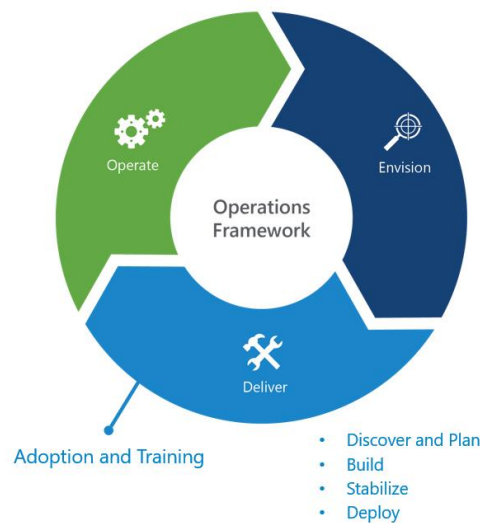 Operate
Envision
Operations
Framework
Deliver
Adoption and Training
• Discover and Plan
• Build
• Stabilize
• Deploy